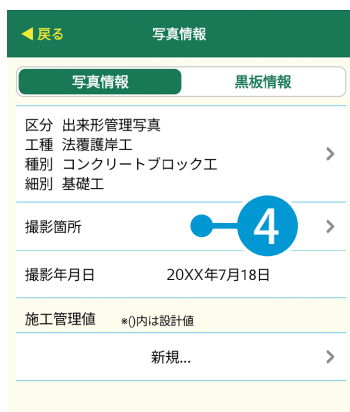 ◀戻る 写真情報
写真情報 黒板情報
区分 出来形管理写真
工種 法覆護岸工
種別 コンクリートブロック工
細別 基礎工
撮影箇所 4
撮影年月日 20XX年7月18日
施工管理値 *()内は設計値
新規...